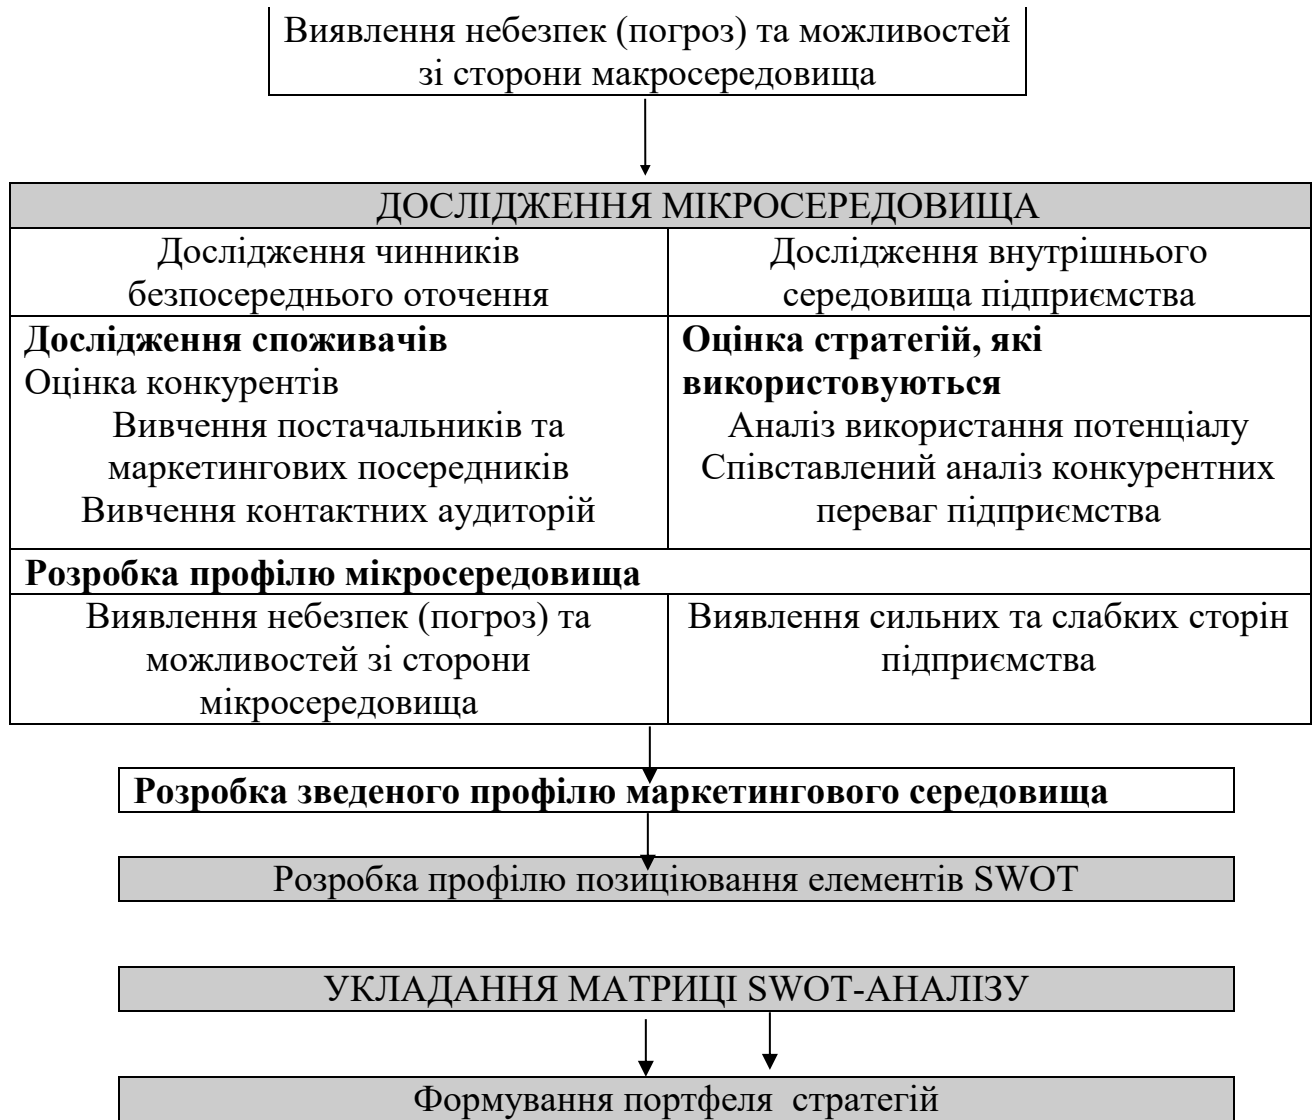 Виявлення небезпек (погроз) та можливостей
зі сторони макросередовища
ДОСЛІДЖЕННЯ МІКРОСЕРЕДОВИЩА
Дослідження чинників
безпосереднього оточення
Дослідження внутрішнього
середовища підприємства
Дослідження споживачів
Оцінка конкурентів
Вивчення постачальників та
маркетингових посередників
Вивчення контактних аудиторій
Оцінка стратегій, які
використовуються
Аналіз використання потенціалу
Співставлений аналіз конкурентних
переваг підприємства
Розробка профілю мікросередовища
Виявлення небезпек (погроз) та
можливостей зі сторони
мікросередовища
Виявлення сильних та слабких сторін
підприємства
Розробка зведеного профілю маркетингового середовища
Розробка профілю позиціювання елементів SWOT
УКЛАДАННЯ МАТРИЦІ SWOT-АНАЛІЗУ
Формування портфеля  стратегій